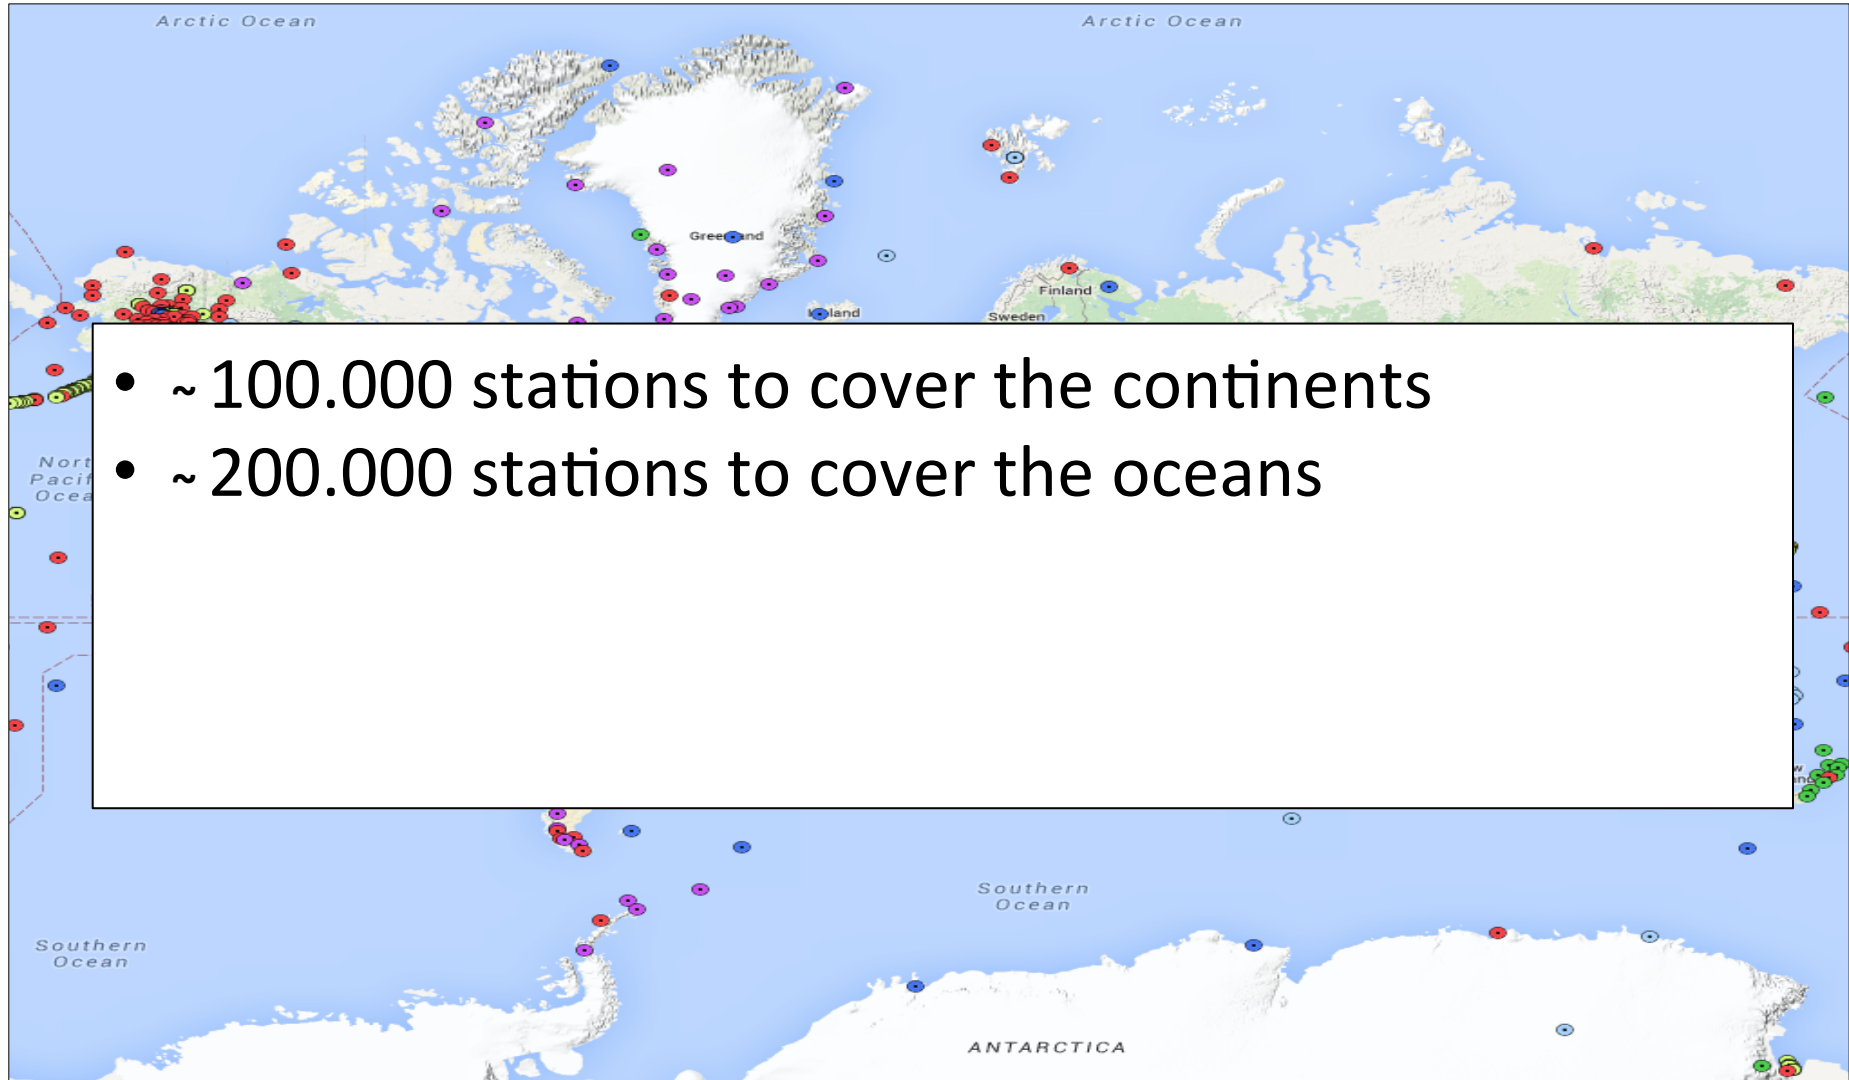 Arctic Ocean
Arctic Ocean
Finland
Sweden
• ~ 100.000 stations to cover the continents
• ~ 200.000 stations to cover the oceans
Southern
Ocean
Southern
Ocean
ANTARCTICA